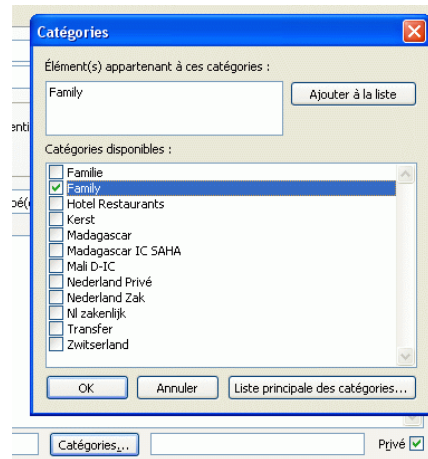 Catégories
Élément(s) appartenant à ces catégories :
Family
Ajouter à la liste
enti
Catégories disponibles :
Familie
Family
pé(
Hotel Restaurants
Kerst
Madagascar
Madagascar IC SAHA
Mali D-IC
Nederland Privé
Nederland Zak
Nl zakenlijk
Transfer
Zwitserland
OK Annuler Liste principale des catégories...
Catégories... Privé